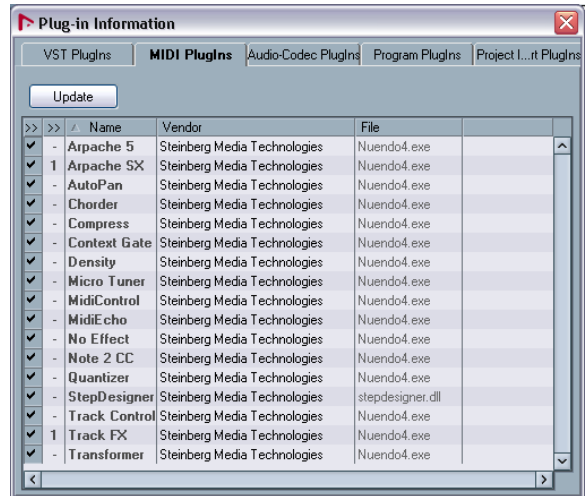 Plug-in Information
VST PlugIns MIDI PlugIns Audio-Codec PlugIns Program PlugIns Project I...rt PlugIns
Update
>> >> Name Vendor File
- Arpache 5 Steinberg Media Technologies Nuendo4.exe
1 Arpache SX Steinberg Media Technologies Nuendo4.exe
- AutoPan Steinberg Media Technologies Nuendo4.exe
- Chorder Steinberg Media Technologies Nuendo4.exe
- Compress Steinberg Media Technologies Nuendo4.exe
- Context Gate Steinberg Media Technologies Nuendo4.exe
- Density Steinberg Media Technologies Nuendo4.exe
- Micro Tuner Steinberg Media Technologies Nuendo4.exe
- MidiControl Steinberg Media Technologies Nuendo4.exe
- MidiEcho Steinberg Media Technologies Nuendo4.exe
- No Effect Steinberg Media Technologies Nuendo4.exe
- Note 2 CC Steinberg Media Technologies Nuendo4.exe
- Quantizer Steinberg Media Technologies Nuendo4.exe
- StepDesigner Steinberg Media Technologies stepdesigner.dll
- Track Control Steinberg Media Technologies Nuendo4.exe
1 Track FX Steinberg Media Technologies Nuendo4.exe
- Transformer Steinberg Media Technologies Nuendo4.exe